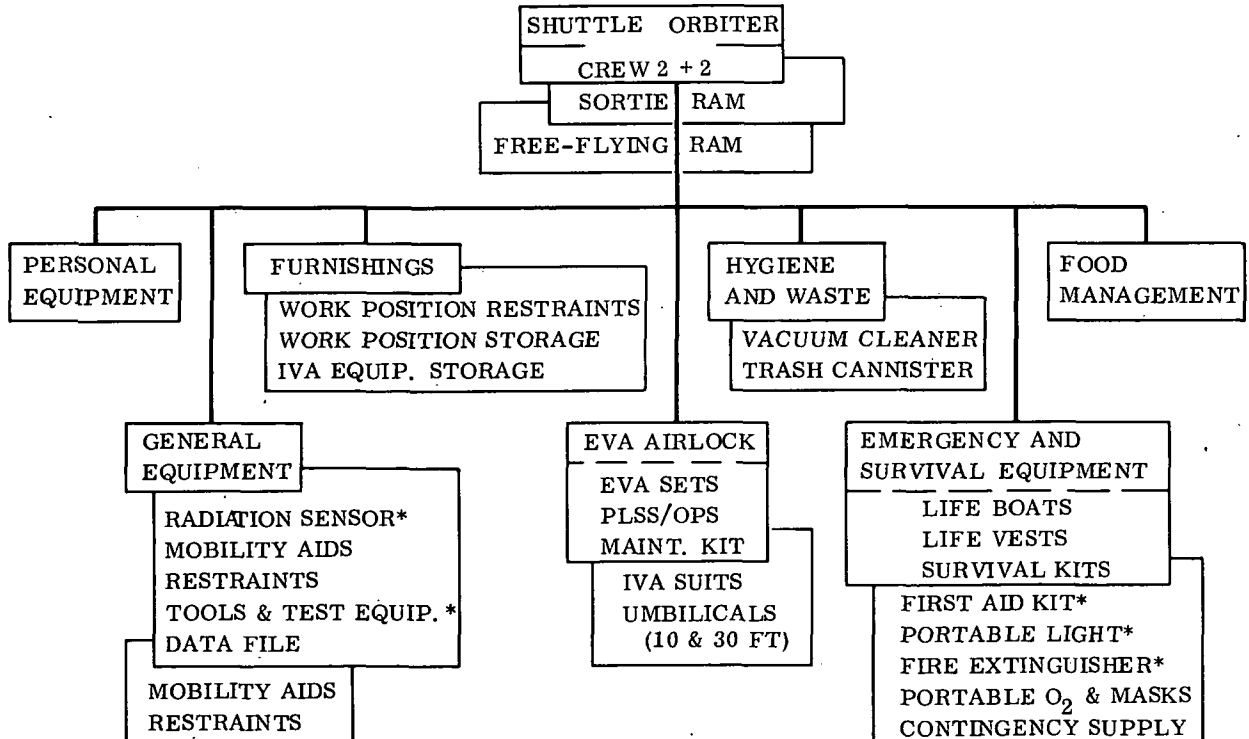 SHUTTLE ORBITER
CREW 2 + 2
SORTIE RAM
FREE-FLYING RAM
PERSONAL
EQUIPMENT
FURNISHINGS
WORK POSITION RESTRAINTS
WORK POSITION STORAGE
IVA EQUIP. STORAGE
HYGIENE
AND WASTE
VACUUM CLEANER
TRASH CANNISTER
FOOD
MANAGEMENT
GENERAL
EQUIPMENT
RADIATION SENSOR*
MOBILITY AIDS
RESTRAINTS
TOOLS & TEST EQUIP. *
DATA FILE
MOBILITY AIDS
RESTRAINTS
EVA AIRLOCK
EVA SETS
PLSS/OPS
MAINT. KIT
IVA SUITS
UMBILICALS
(10 & 30 FT)
EMERGENCY AND
SURVIVAL EQUIPMENT
LIFE BOATS
LIFE VESTS
SURVIVAL KITS
FIRST AID KIT*
PORTABLE LIGHT*
FIRE EXTINGUISHER*
PORTABLE O2 & MASKS
CONTINGENCY SUPPLY